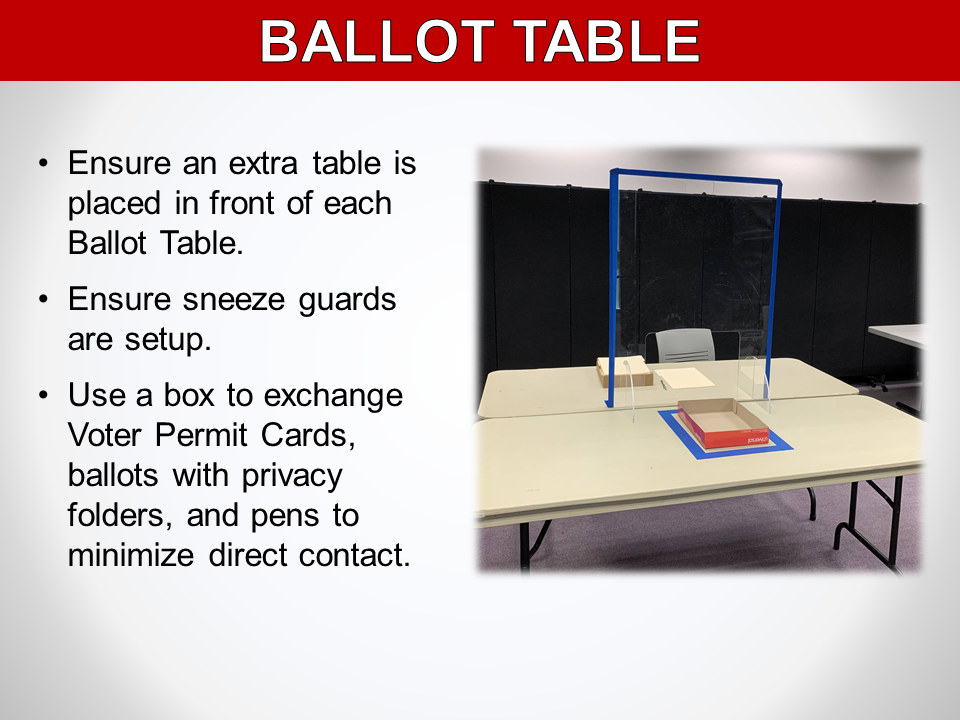 BALLOT TABLE
• Ensure an extra table is
placed in front of each
Ballot Table.
• Ensure sneeze guards
are setup.
• Use a box to exchange
Voter Permit Cards,
ballots with privacy
folders, and pens to
minimize direct contact.
universal